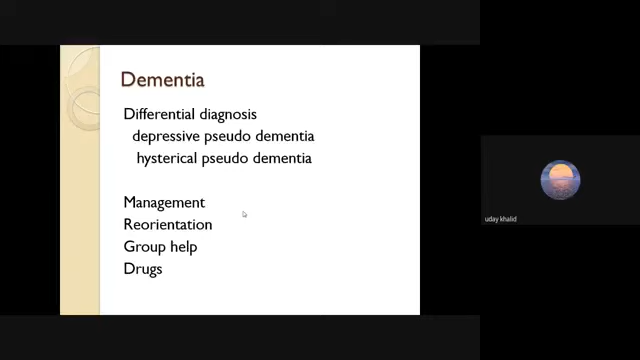 Dementia
Differential diagnosis
depressive pseudo dementia
hysterical pseudo dementia
Management
Reorientation
Group help
Drugs
uday khalid